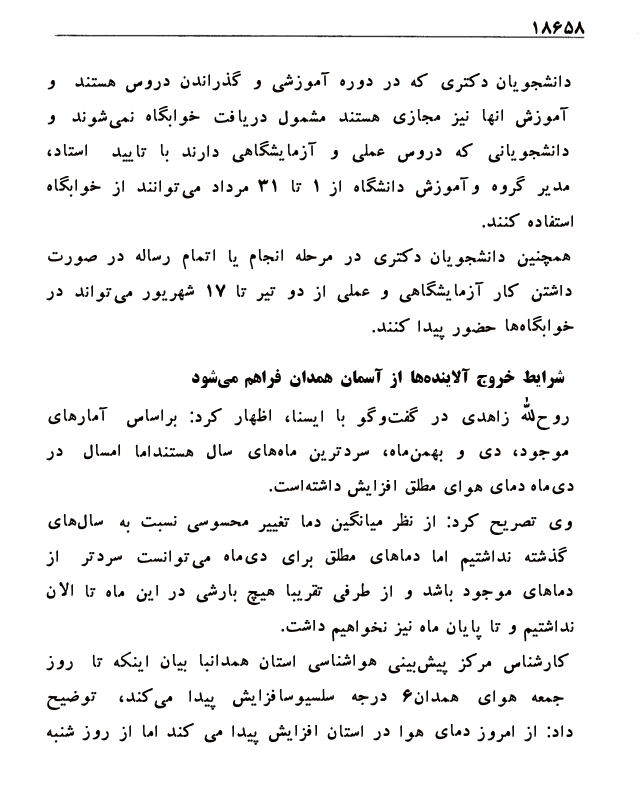 ۱۸۶۵۸
دانشجویان دکتری که در دوره آموزشی و گذراندن دروس هستند و
آموزش انها نیز مجازی هستند مشمول دریافت خوابگاه نمی‌شوند و
دانشجویانی که دروس عملی و آزمایشگاهی دارند با تایید استاد،
مدیر گروه وآموزش دانشگاه از ۱ تا ۳۱ مرداد می‌توانند از خوابگاه
استفاده کنند.
همچنین دانشجویان دکتری در مرحله انجام یا اتمام رساله در صورت
داشتن کار آزمایشگاهی و عملی از دو تیر تا ۱۷ شهریور می‌تواند در
خوابگاه‌ها حضور پیدا کنند.
شرایط خروج آلاینده‌ها از آسمان همدان فراهم می‌شود
روح‌الله زاهدی در گفت‌وگو با ایسنا، اظهار کرد: براساس آمارهای
موجود، دی و بهمن‌ماه، سردترین ماه‌های سال هستنداما امسال در
دی‌ماه دمای هوای مطلق افزایش داشته‌است.
وی تصریح کرد: از نظر میانگین دما تغییر محسوسی نسبت به سال‌های
گذشته نداشتیم اما دماهای مطلق برای دی‌ماه می‌توانست سردتر از
دماهای موجود باشد و از طرفی تقریبا هیچ بارشی در این ماه تا الان
نداشتیم و تا پایان ماه نیز نخواهیم داشت.
کارشناس مرکز پیش‌بینی هواشناسی استان همدانبا بیان اینکه تا روز
جمعه هوای همدان۶ درجه سلسیوسافزایش پیدا می‌کند، توضیح
داد: از امروز دمای هوا در استان افزایش پیدا می کند اما از روز شنبه